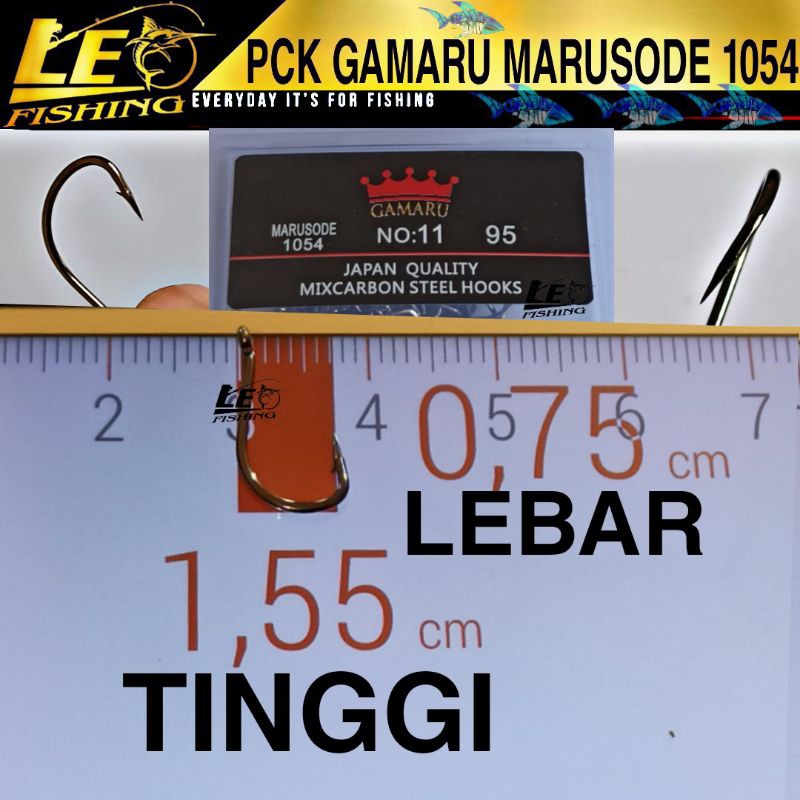 LEO
FISHING
PCK GAMARU MARUSODE 1054
EVERYDAY IT'S FOR FISHING
GAMARU
MARUSODE
1054
NO:11
95
JAPAN QUALITY
MIXCARBON STEEL HOOKS
LEO
FISHING
2 3 4 5 6 7
LEO
FISHING
0,75 cm
LEBAR
1,55 cm
TINGGI